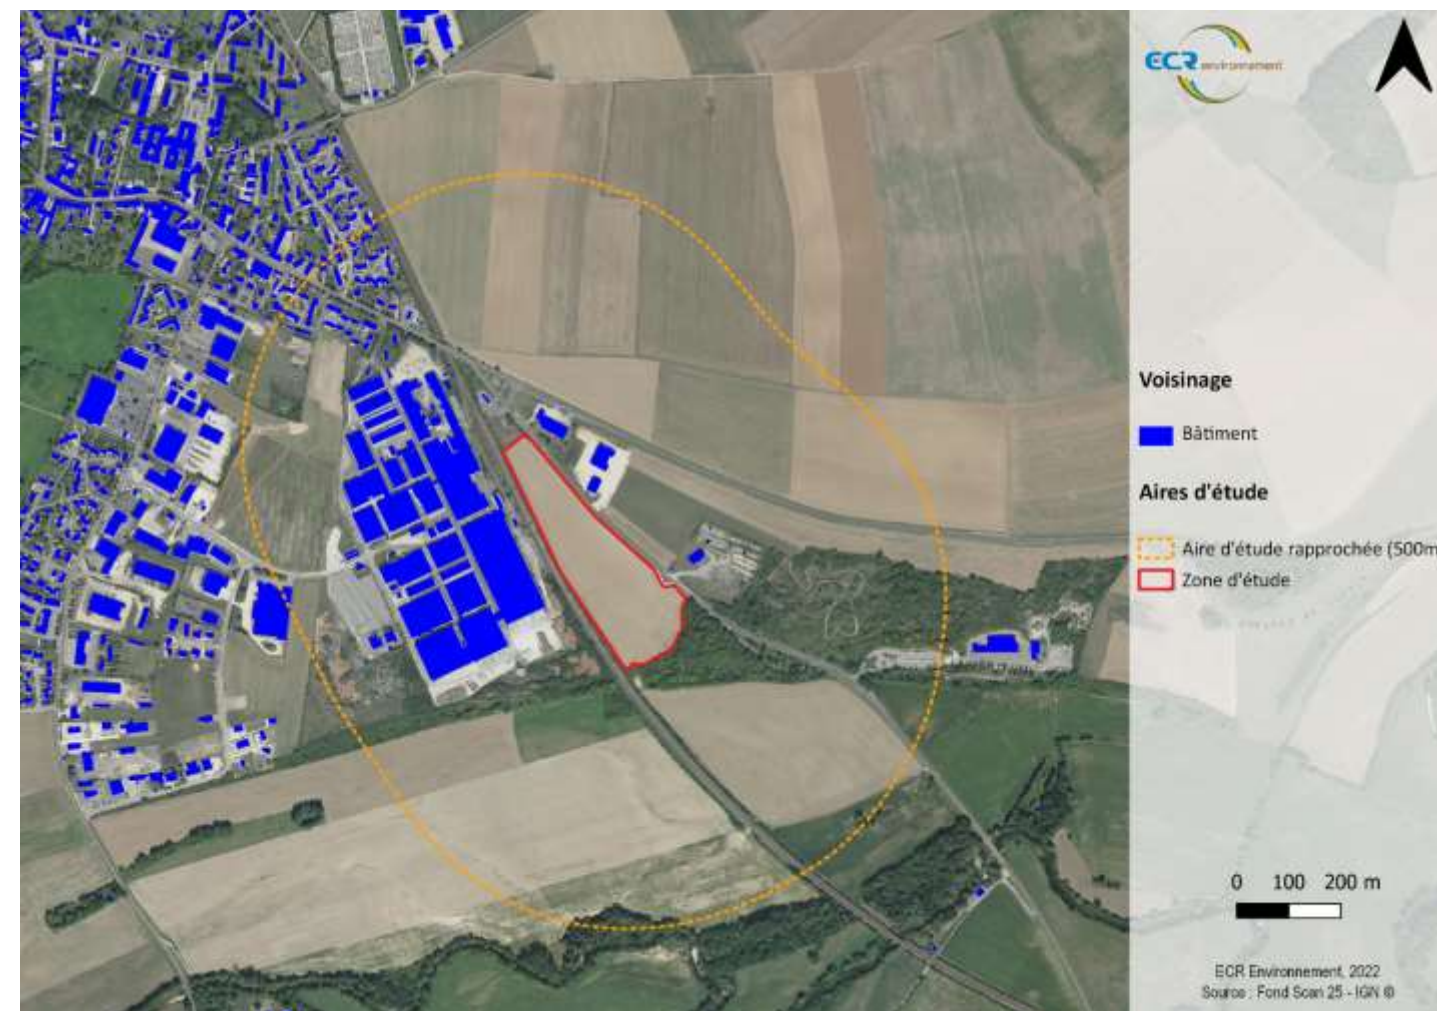 ECR environnement
Voisinage
Bâtiment
Aires d'étude
Aire d'étude rapprochée (500m
Zone d'étude
0 100 200 m
ECR Environnement, 2022
Source : Fond Scan 25 - IGN ©